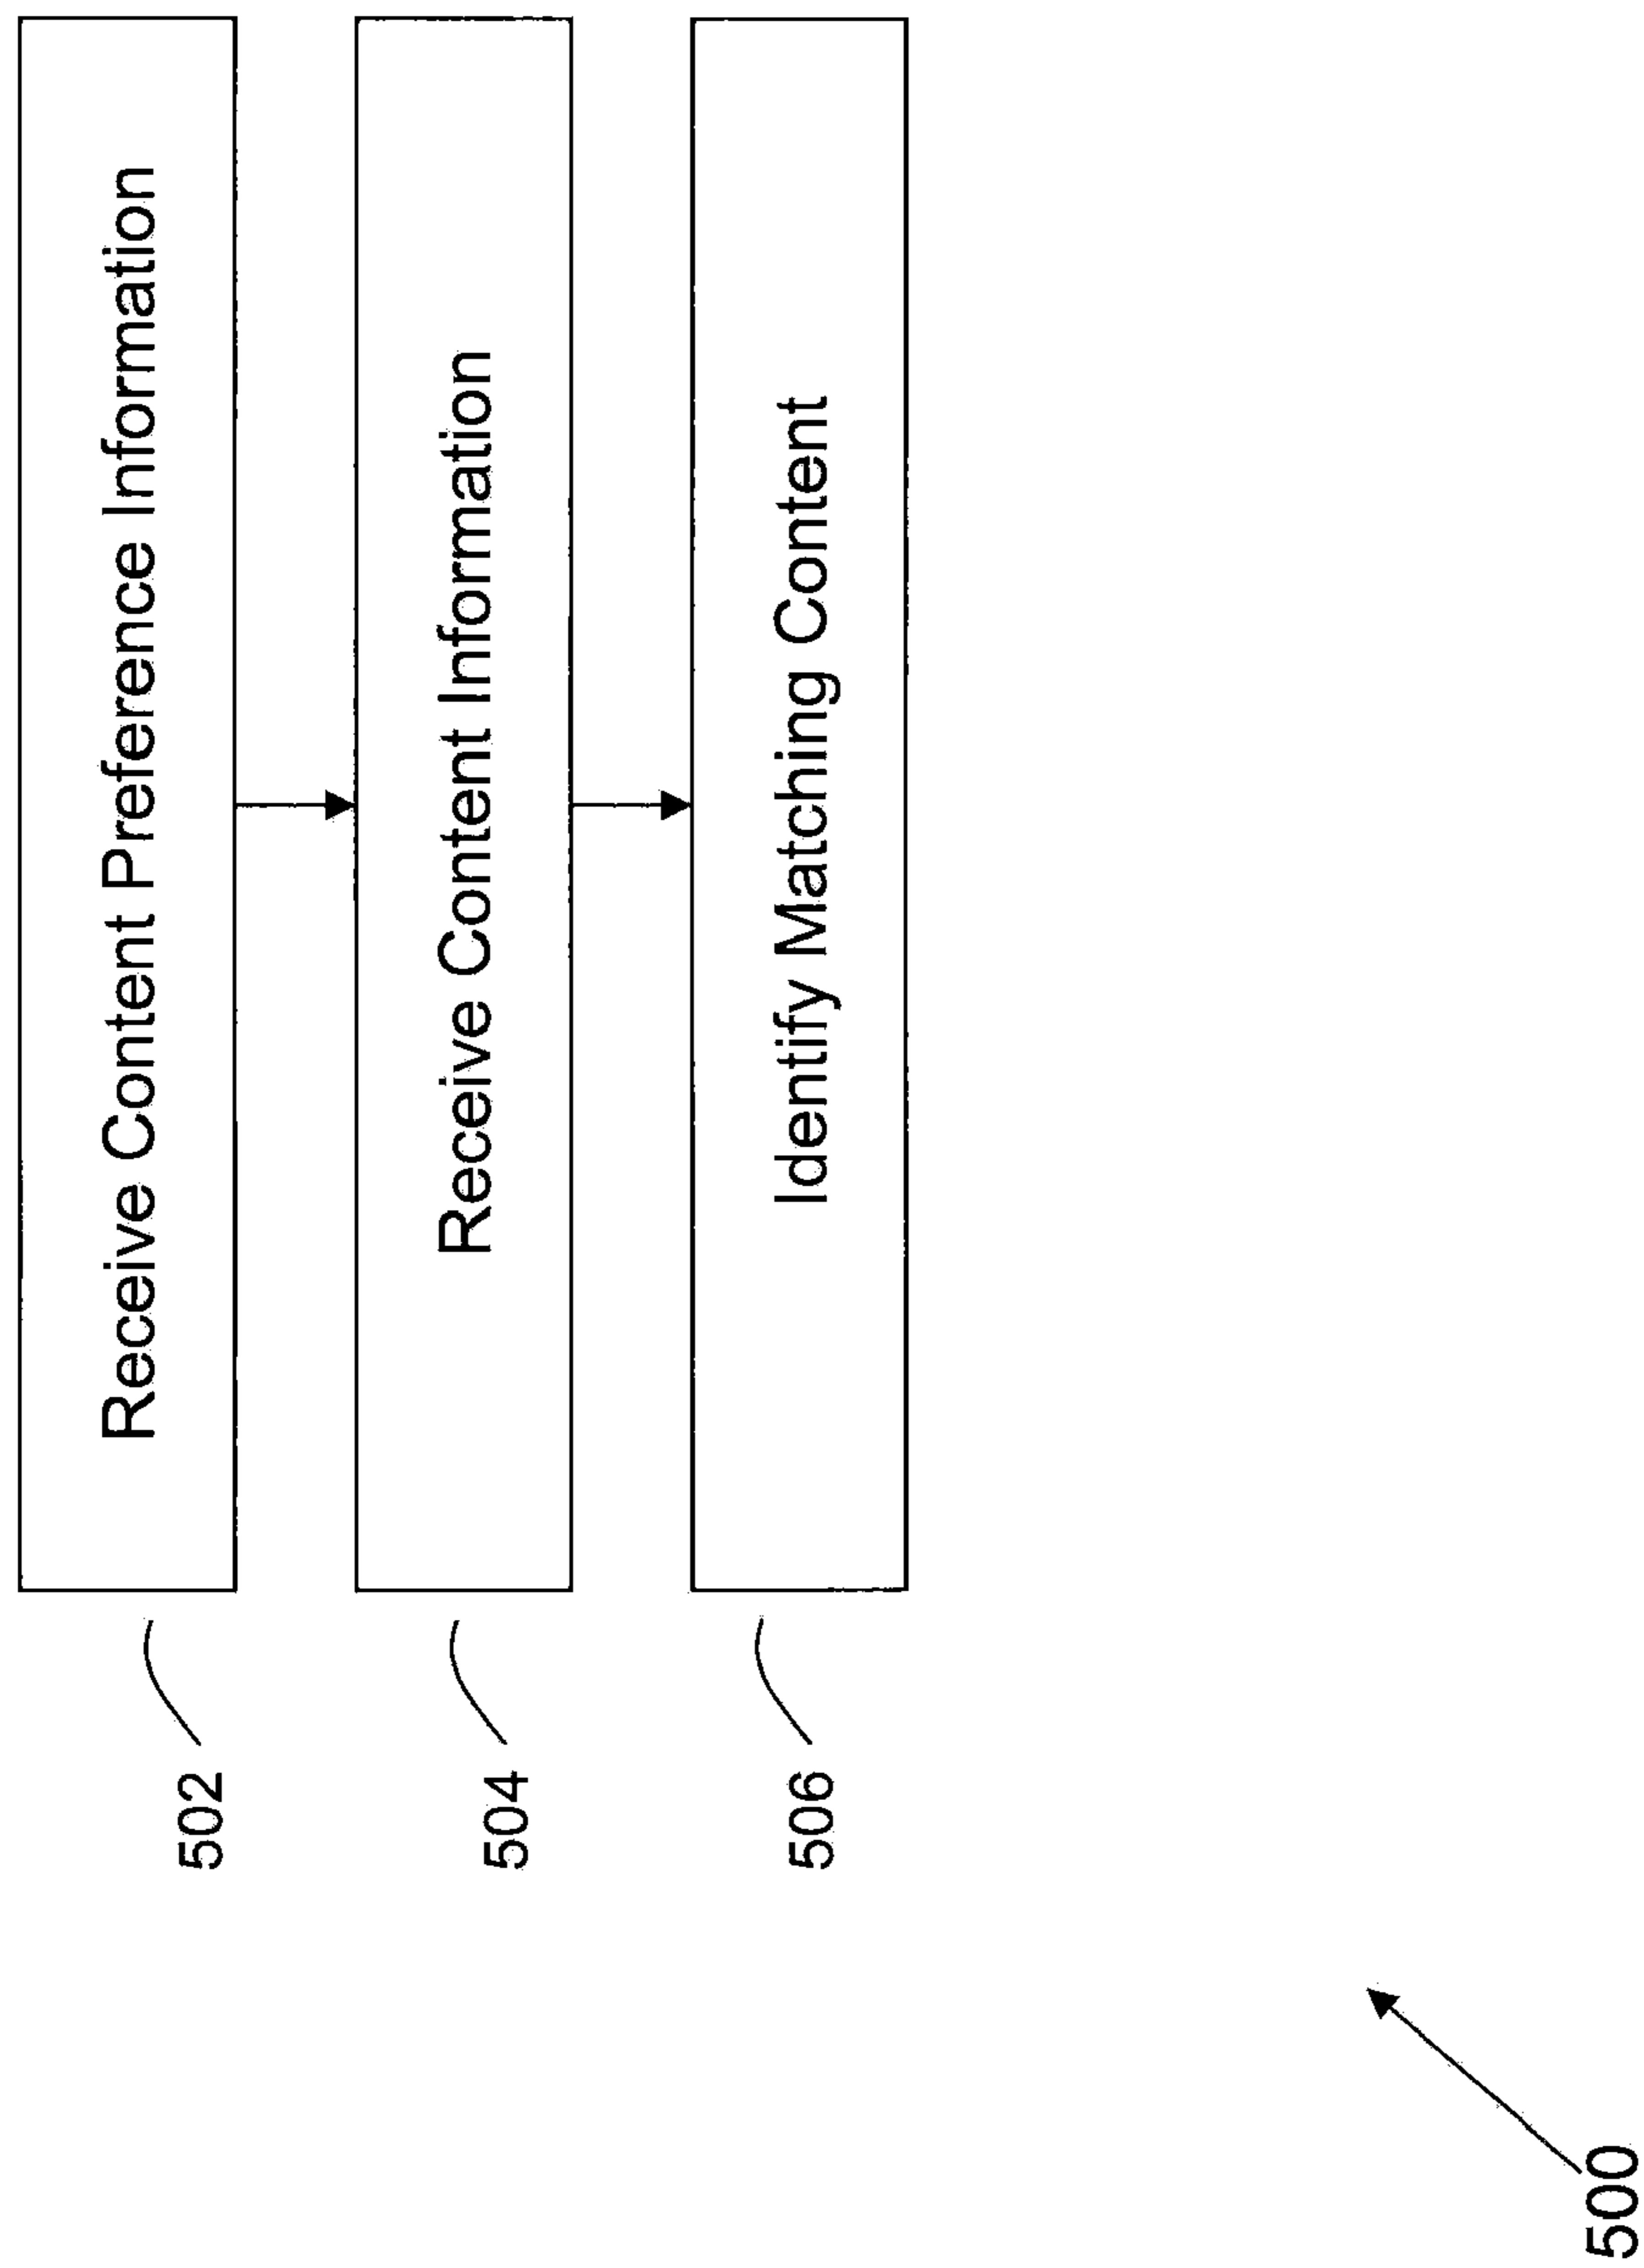 Receive Content Preference Information
502
Receive Content Information
504
Identify Matching Content
506
500